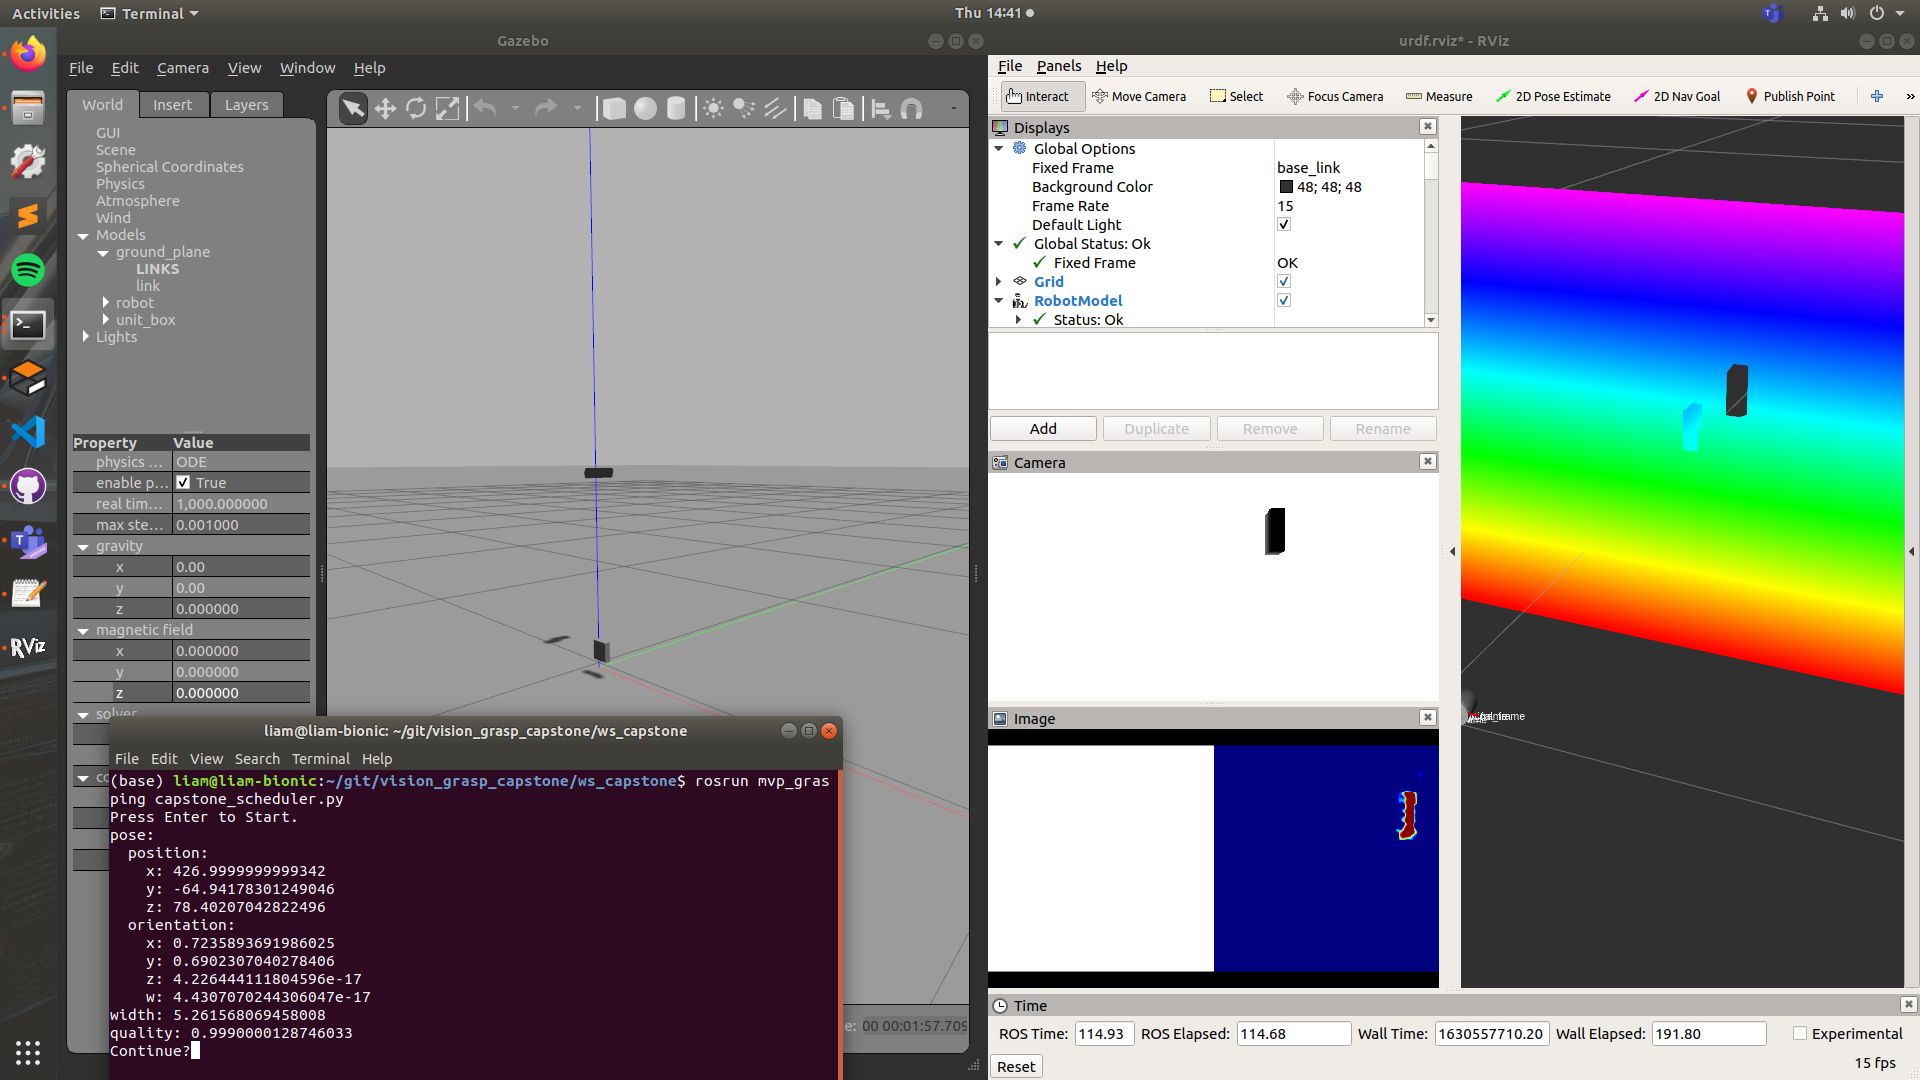 Activities
Terminal
Thu 14:41
Gazebo
File Edit Camera View Window Help
World Insert Layers
GUI
Scene
Spherical Coordinates
Physics
Atmosphere
Wind
Models
ground_plane
LINKS
link
robot
unit_box
Lights
Property Value
physics ... ODE
enable p... True
real tim... 1,000.000000
max ste... 0.001000
gravity
x 0.00
y 0.00
z 0.000000
magnetic field
x 0.000000
y 0.000000
z 0.000000
solver
co
RViz
liam@liam-bionic: ~/git/vision_grasp_capstone/ws_capstone
File Edit View Search Terminal Help
(base) liam@liam-bionic:~/git/vision_grasp_capstone/ws_capstone$ rosrun mvp_gras
ping capstone_scheduler.py
Press Enter to Start.
pose:
position:
x: 426.9999999999342
y: -64.94178301249046
z: 78.40207042822496
orientation:
x: 0.7235893691986025
y: 0.6902307040278406
z: 4.226444111804596e-17
w: 4.4307070244306047e-17
width: 5.261568069458008
quality: 0.9990000128746033
Continue?
e: 00 00:01:57.709
urdf.rviz* - RViz
File Panels Help
Interact Move Camera Select Focus Camera Measure 2D Pose Estimate 2D Nav Goal Publish Point
Displays
Global Options
Fixed Frame base_link
Background Color 48; 48; 48
Frame Rate 15
Default Light
Global Status: Ok
Fixed Frame OK
Grid
RobotModel
Status: Ok
Add Duplicate Remove Rename
Camera
Image
Time
ROS Time: 114.93 ROS Elapsed: 114.68 Wall Time: 1630557710.20 Wall Elapsed: 191.80 Experimental
Reset
15 fps